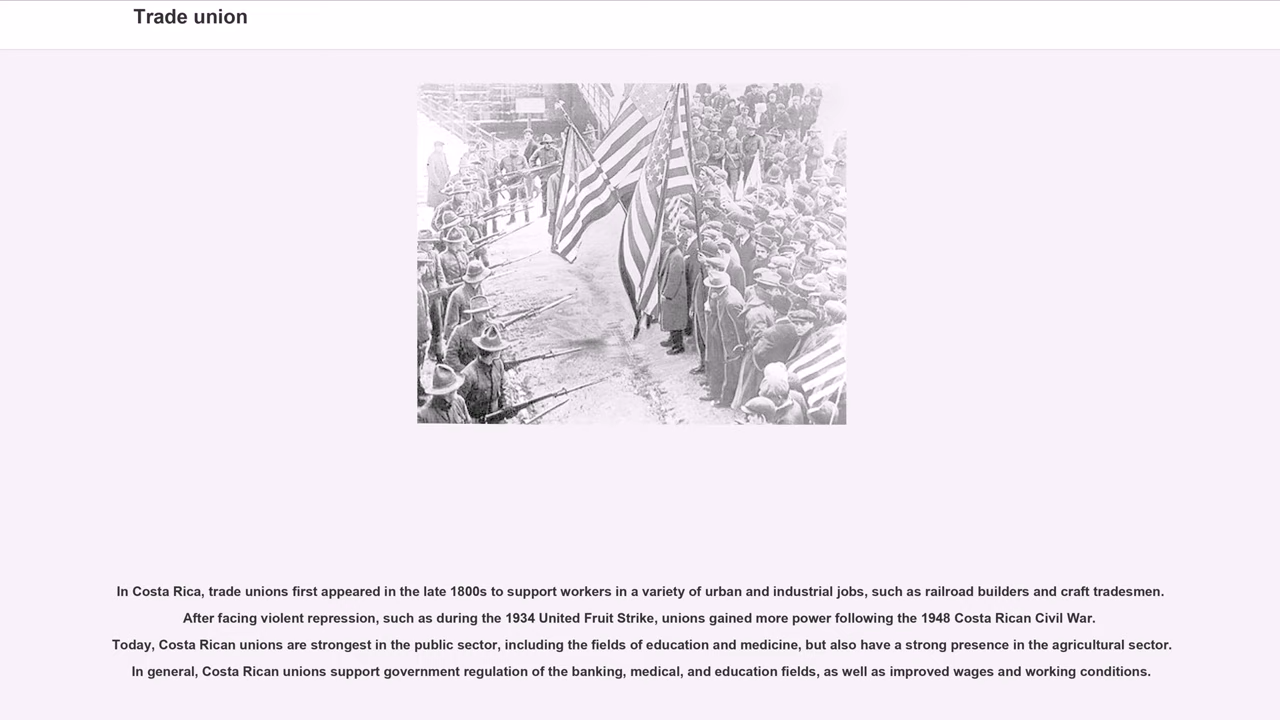 Trade union
In Costa Rica, trade unions first appeared in the late 1800s to support workers in a variety of urban and industrial jobs, such as railroad builders and craft tradesmen.
After facing violent repression, such as during the 1934 United Fruit Strike, unions gained more power following the 1948 Costa Rican Civil War.
Today, Costa Rican unions are strongest in the public sector, including the fields of education and medicine, but also have a strong presence in the agricultural sector.
In general, Costa Rican unions support government regulation of the banking, medical, and education fields, as well as improved wages and working conditions.